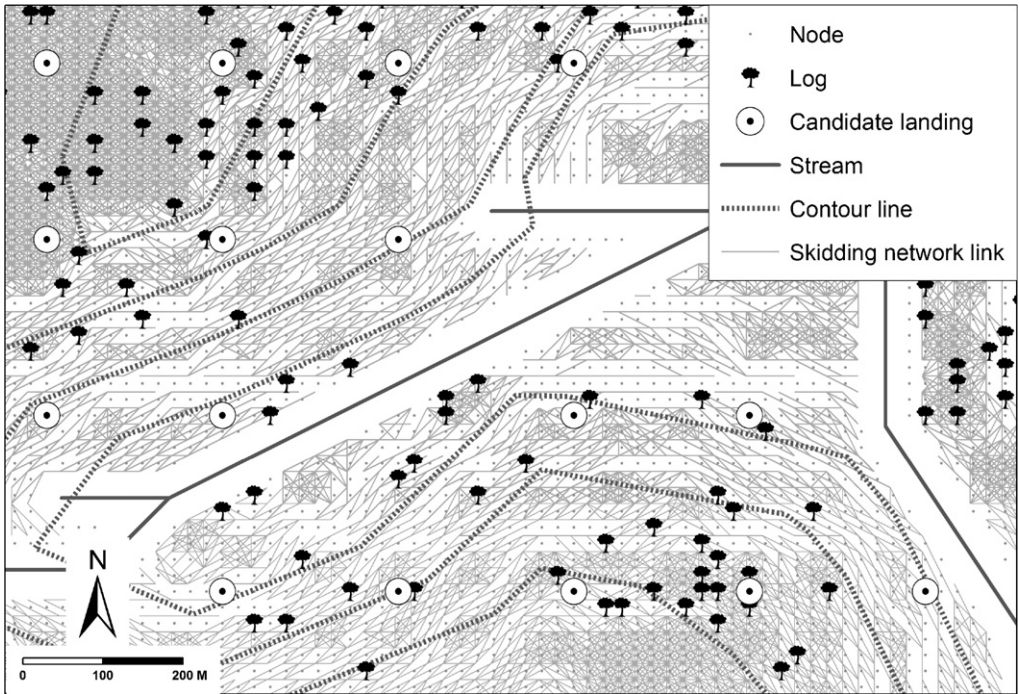 Node
Log
Candidate landing
Stream
Contour line
Skidding network link
N
0 100 200 M